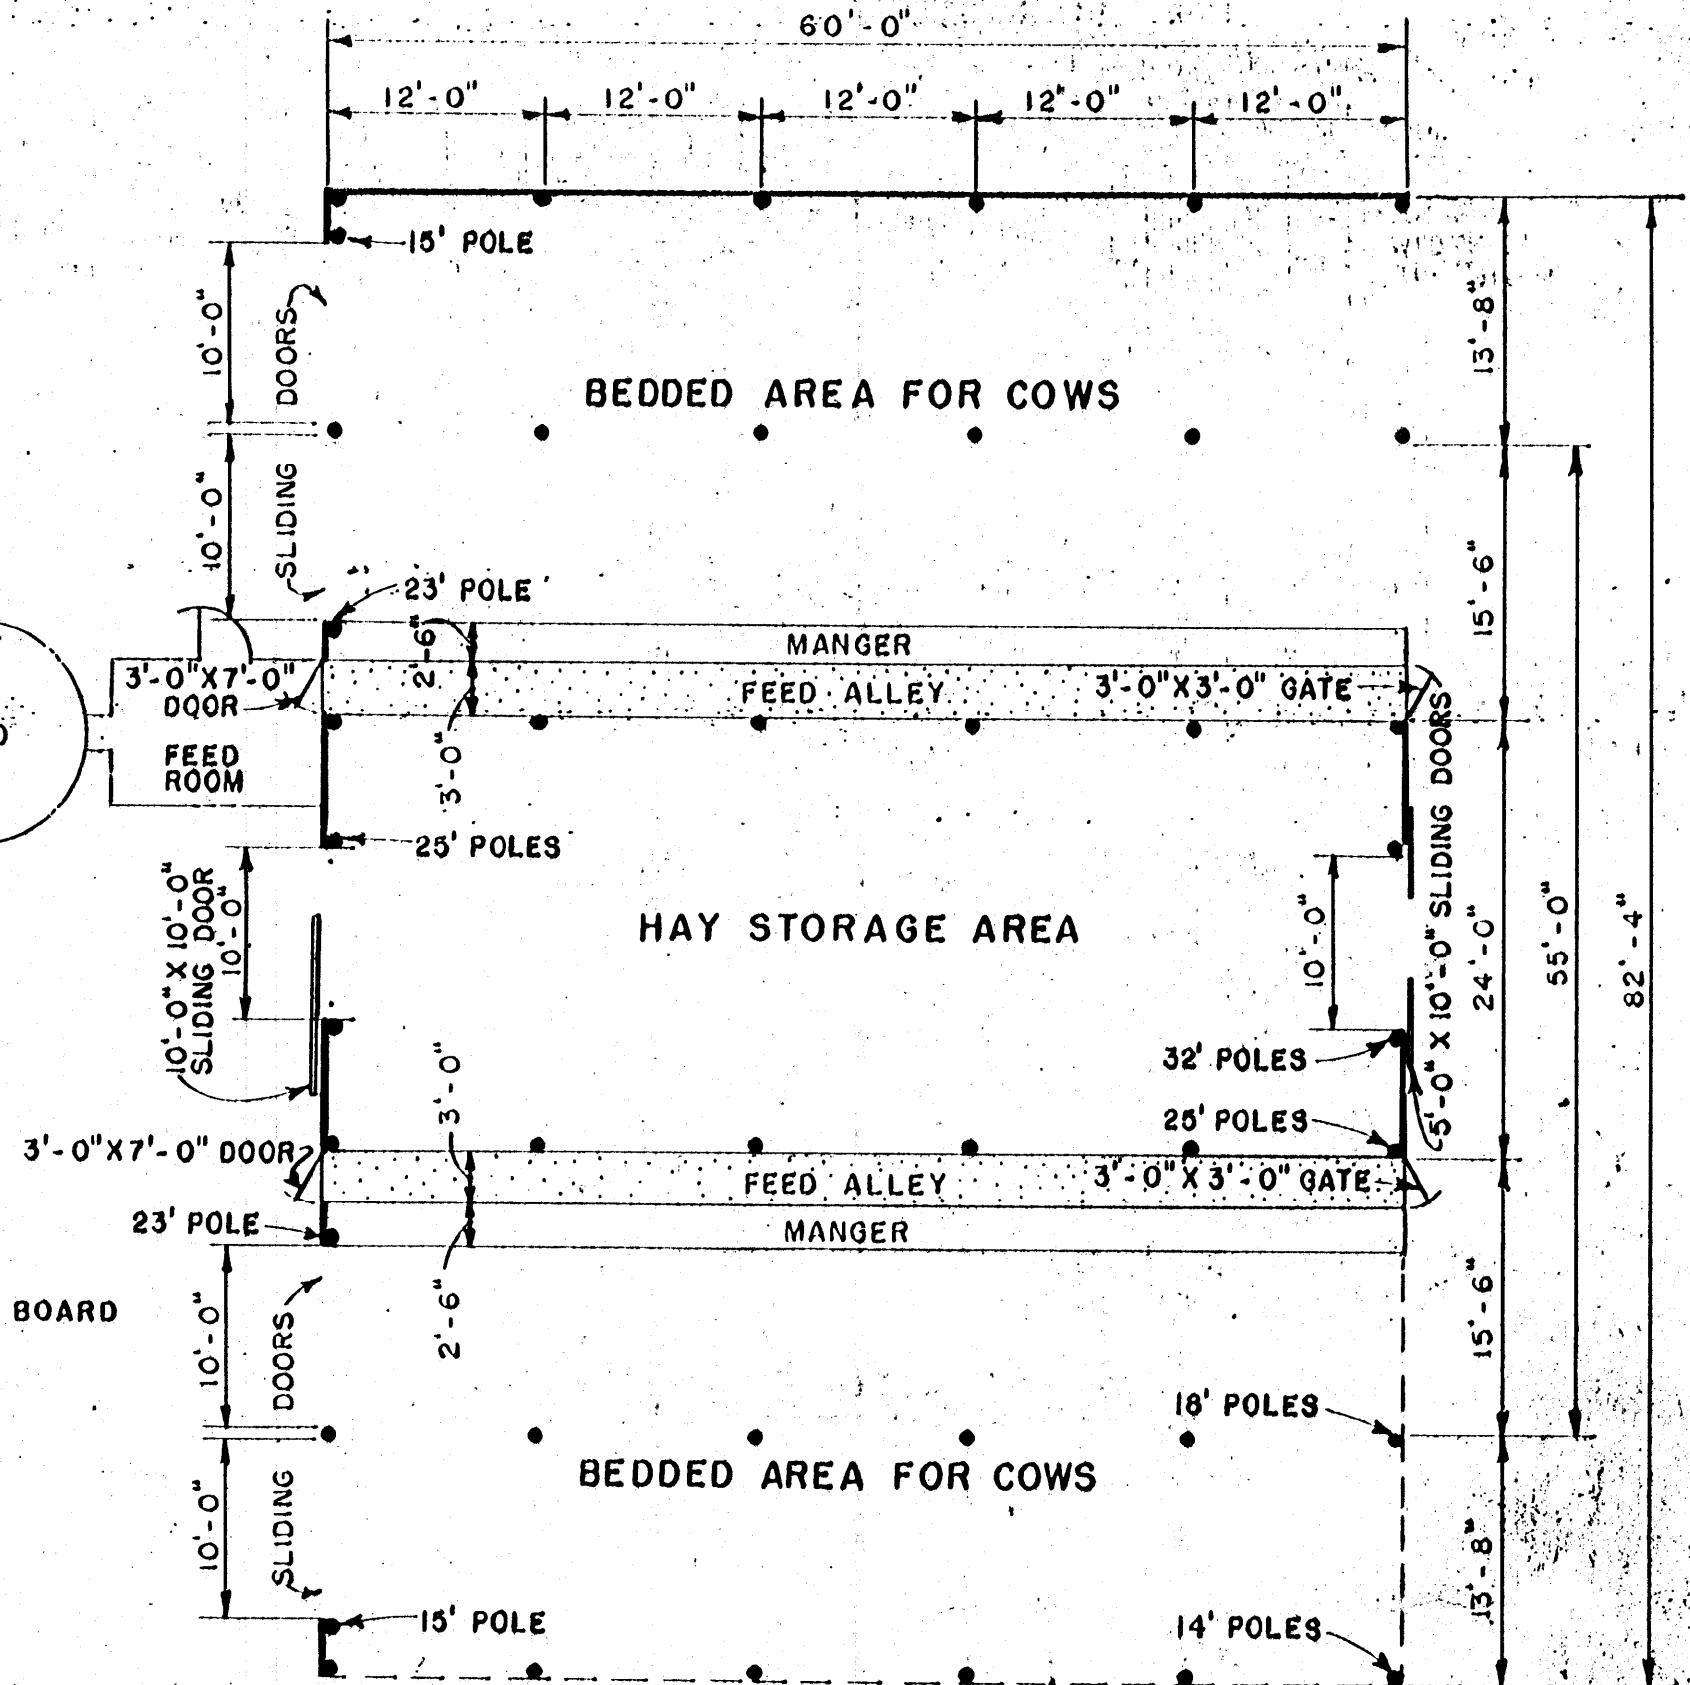 60'-0"
12'-0" 12'-0" 12'-0" 12'-0" 12'-0"
15' POLE
10'-0"
SLIDING DOORS
13'-8"
BEDDED AREA FOR COWS
10'-0"
23' POLE
2'-6"
15'-6"
MANGER
3'-0"X7'-0"
DOOR
FEED ALLEY
3'-0"X3'-0" GATE
FEED
ROOM
3'-0"
25' POLES
10'-0" X 10'-0"
SLIDING DOOR
10'-0"
HAY STORAGE AREA
10'-0"
5'-0" X 10'-0" SLIDING DOORS
24'-0"
55'-0"
82'-4"
32' POLES
3'-0"
25' POLES
3'-0"X7'-0" DOOR
FEED ALLEY
3'-0"X3'-0" GATE
23' POLE
MANGER
2'-6"
BOARD
10'-0"
SLIDING DOORS
15'-6"
18' POLES
BEDDED AREA FOR COWS
10'-0"
13'-8"
15' POLE
14' POLES